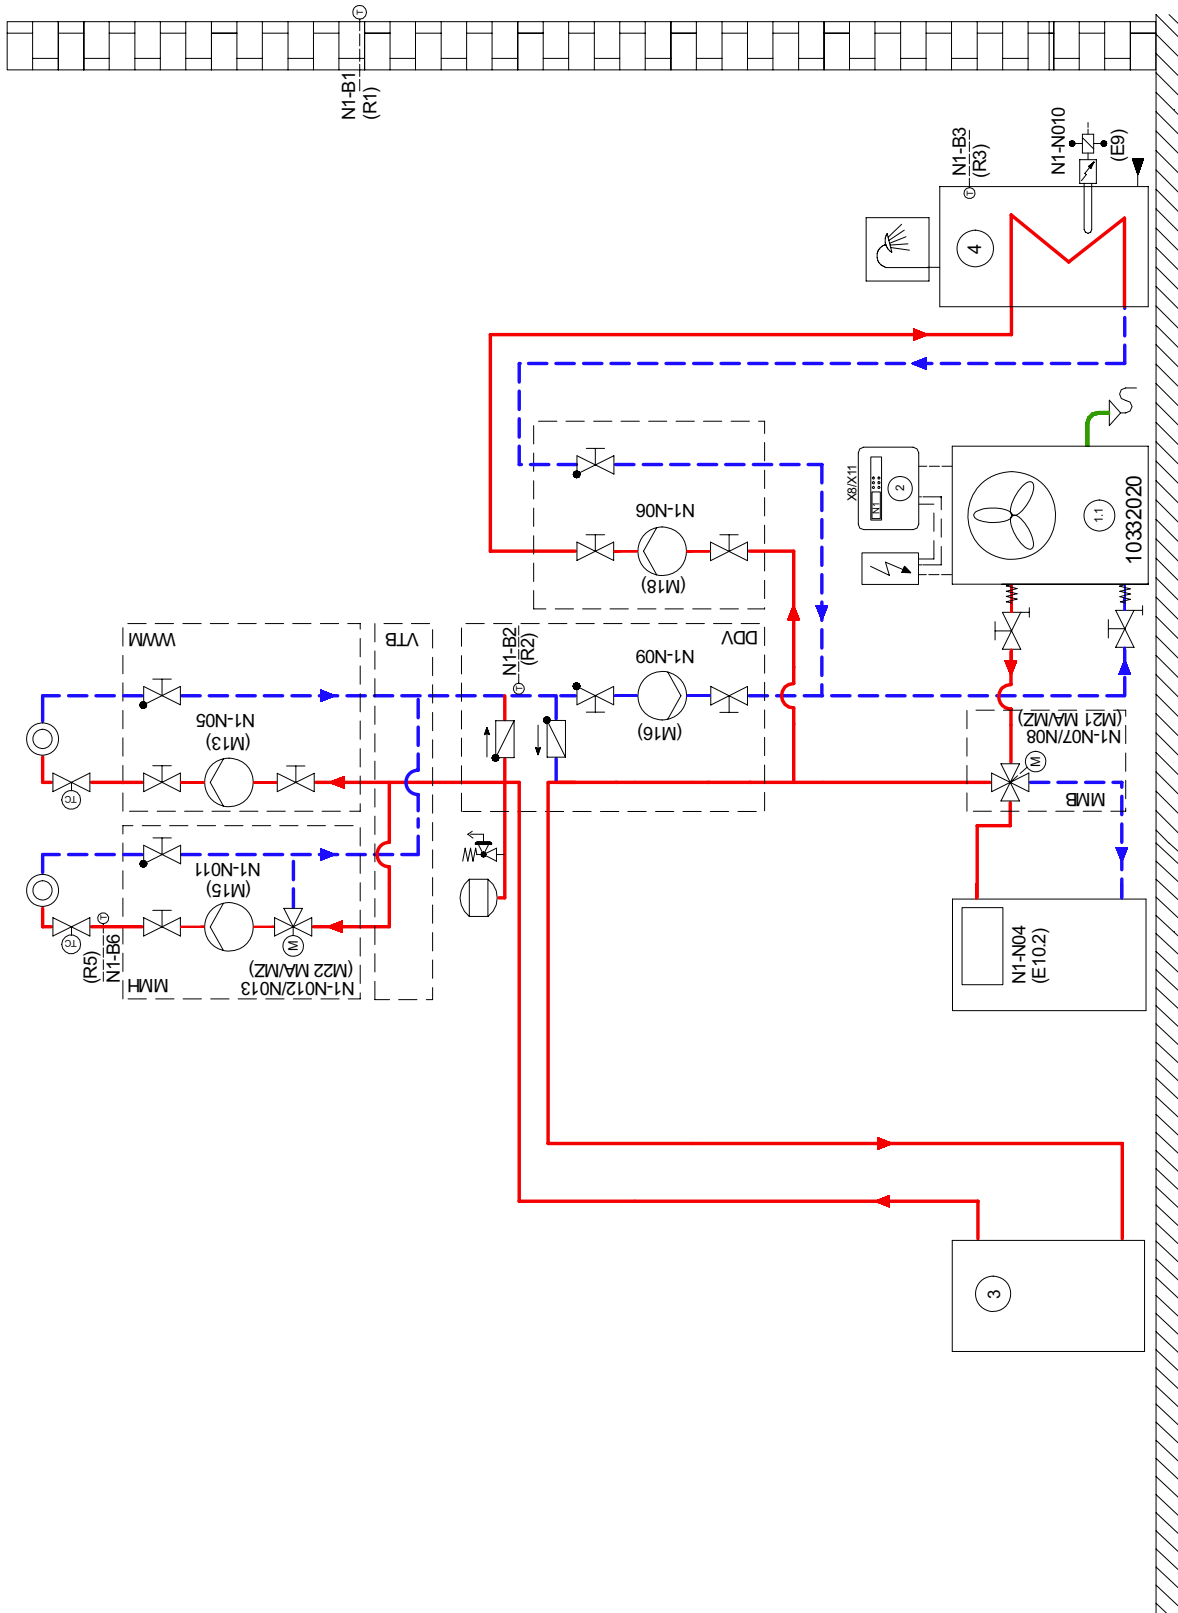 N1-B1
(R1)
T
N1-B3
(R3)
T
N1-N010
(E9)
4
X8/X11
N1
2
1.1
10332020
N1-N06
(M18)
WWM
N1-N05
(M13)
TC
VTB
N1-B2
(R2)
T
DDV
N1-N09
(M16)
N1-N07/N08
(M21 MA/MZ)
M
MMB
N1-N011
(M15)
TC
T
(R5)
N1-B6
M
N1-N012/N013
(M22 MA/MZ)
MMH
N1-N04
(E10.2)
3